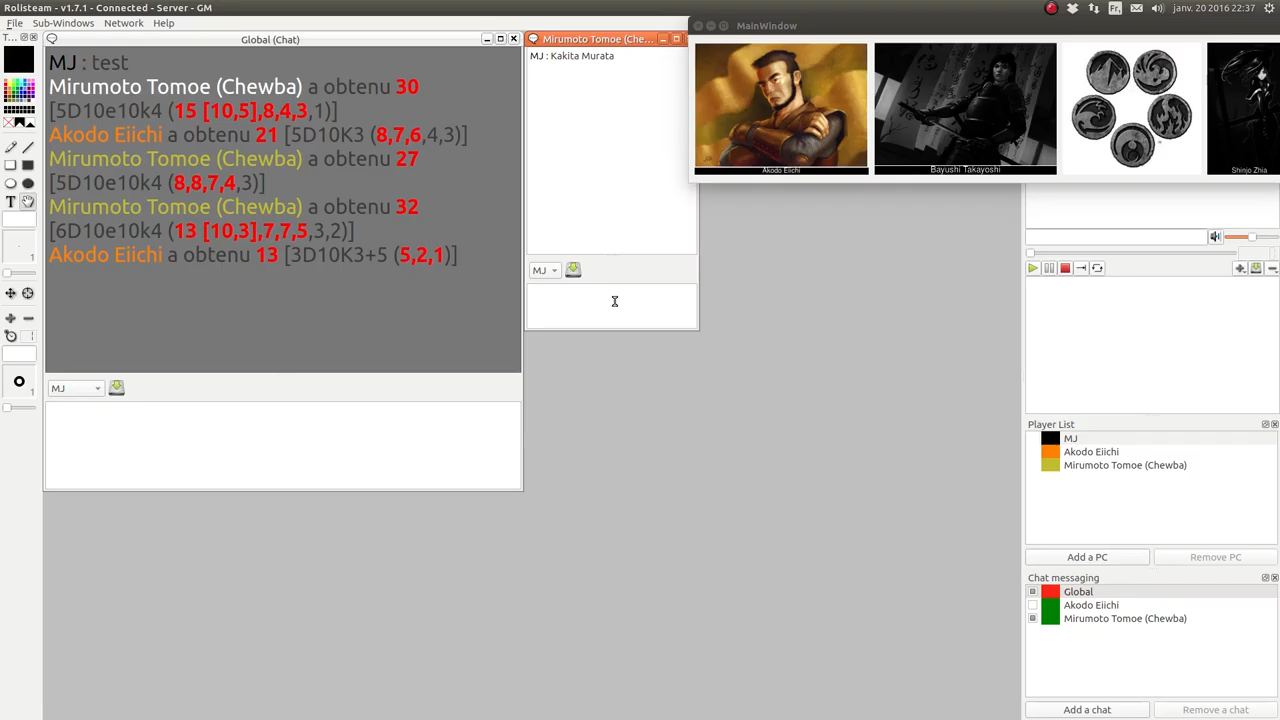 Rolisteam - v1.7.1 - Connected - Server - GM
Fr
janv. 20 2016 22:37
File Sub-Windows Network Help
T...
Global (Chat)
MJ : test
Mirumoto Tomoe (Chewba) a obtenu 30
[5D10e10k4 (15 [10,5],8,4,3,1)]
Akodo Eiichi a obtenu 21 [5D10K3 (8,7,6,4,3)]
Mirumoto Tomoe (Chewba) a obtenu 27
[5D10e10k4 (8,8,7,4,3)]
Mirumoto Tomoe (Chewba) a obtenu 32
[6D10e10k4 (13 [10,3],7,7,5,3,2)]
Akodo Eiichi a obtenu 13 [3D10K3+5 (5,2,1)]
MJ
Mirumoto Tomoe (Che...
MJ : Kakita Murata
MJ
MainWindow
Akodo Eiichi
Bayushi Takayoshi
Shinjo Zhia
T
1
1
Player List
MJ
Akodo Eiichi
Mirumoto Tomoe (Chewba)
Add a PC
Remove PC
Chat messaging
Global
Akodo Eiichi
Mirumoto Tomoe (Chewba)
Add a chat
Remove a chat